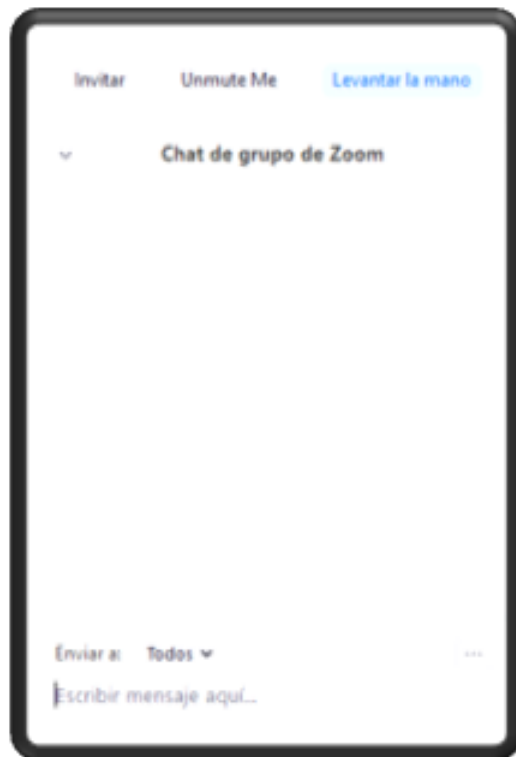 Invitar Unmute Me Levantar la mano
Chat de grupo de Zoom
Enviar a: Todos
Escribir mensaje aquí...